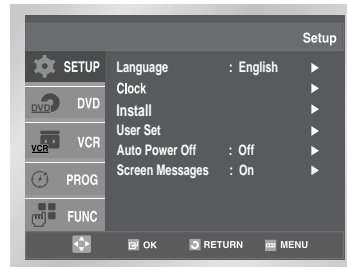 Setup
SETUP
Language : English ►
Clock ►
Install ►
User Set ►
Auto Power Off : Off ►
Screen Messages : On ►
DVD DVD
VCR VCR
PROG
FUNC
OK RETURN MENU